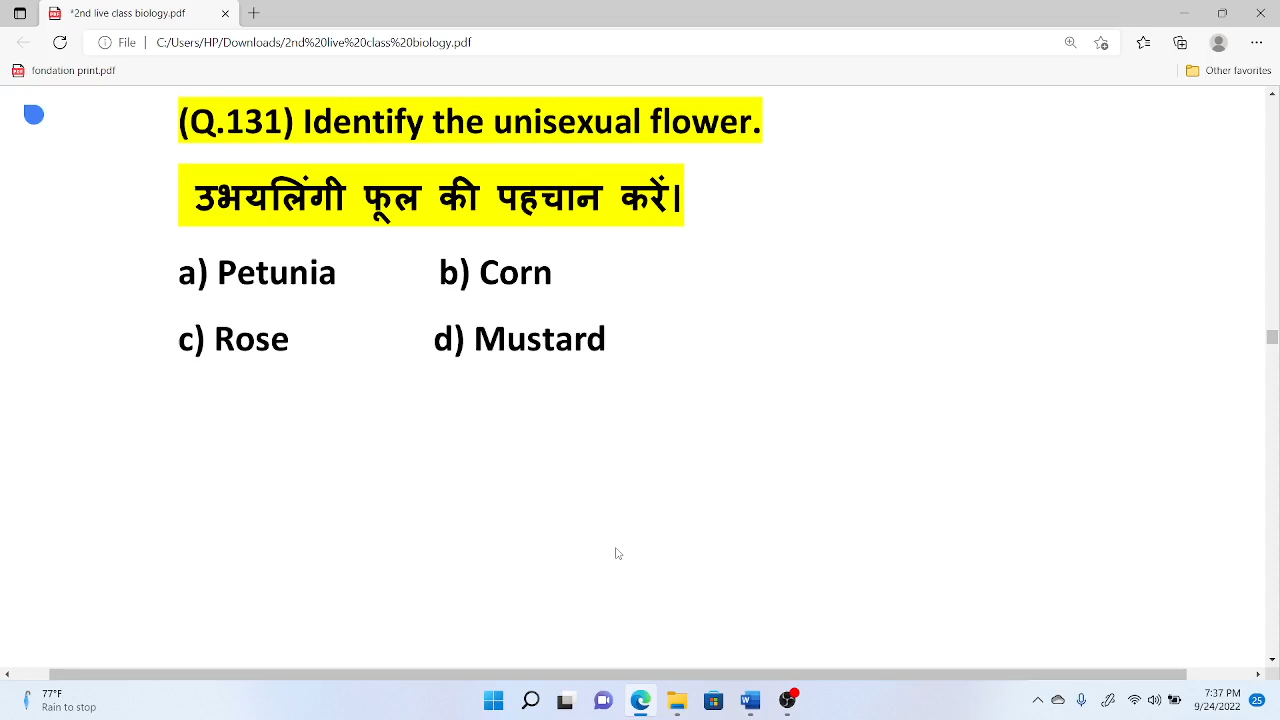 *2nd live class biology.pdf
File
C:/Users/HP/Downloads/2nd%20live%20class%20biology.pdf
fondation print.pdf
Other favorites
(Q.131) Identify the unisexual flower.
उभयलिंगी फूल की पहचान करें।
a) Petunia b) Corn
c) Rose d) Mustard
77°F
Rain to stop
7:37 PM
9/24/2022
25